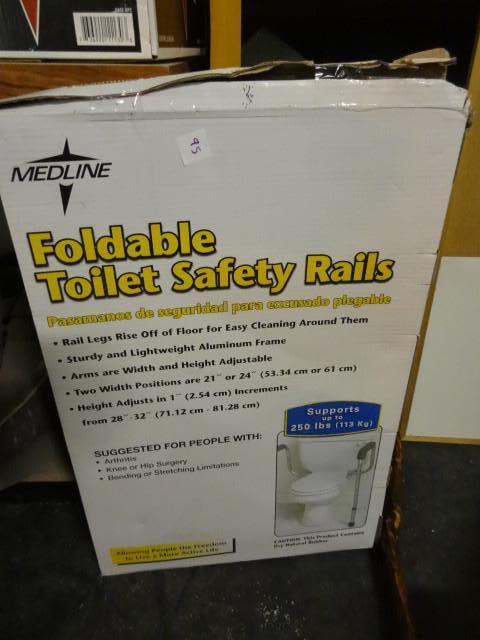 95
MEDLINE
Foldable
Toilet Safety Rails
Pasamanos de seguridad para excusado plegable
• Rail Legs Rise Off of Floor for Easy Cleaning Around Them
• Sturdy and Lightweight Aluminum Frame
• Arms are Width and Height Adjustable
• Two Width Positions are 21" or 24" (53.34 cm or 61 cm)
• Height Adjusts in 1" (2.54 cm) Increments
from 28"-32" (71.12 cm - 81.28 cm)
Supports
up to
250 lbs (113 Kg)
SUGGESTED FOR PEOPLE WITH:
• Arthritis
• Knee or Hip Surgery
• Bending or Stretching Limitations
CAUTION: This Product Contains
Dry Natural Rubber
Allowing People the Freedom
to Live a More Active Life